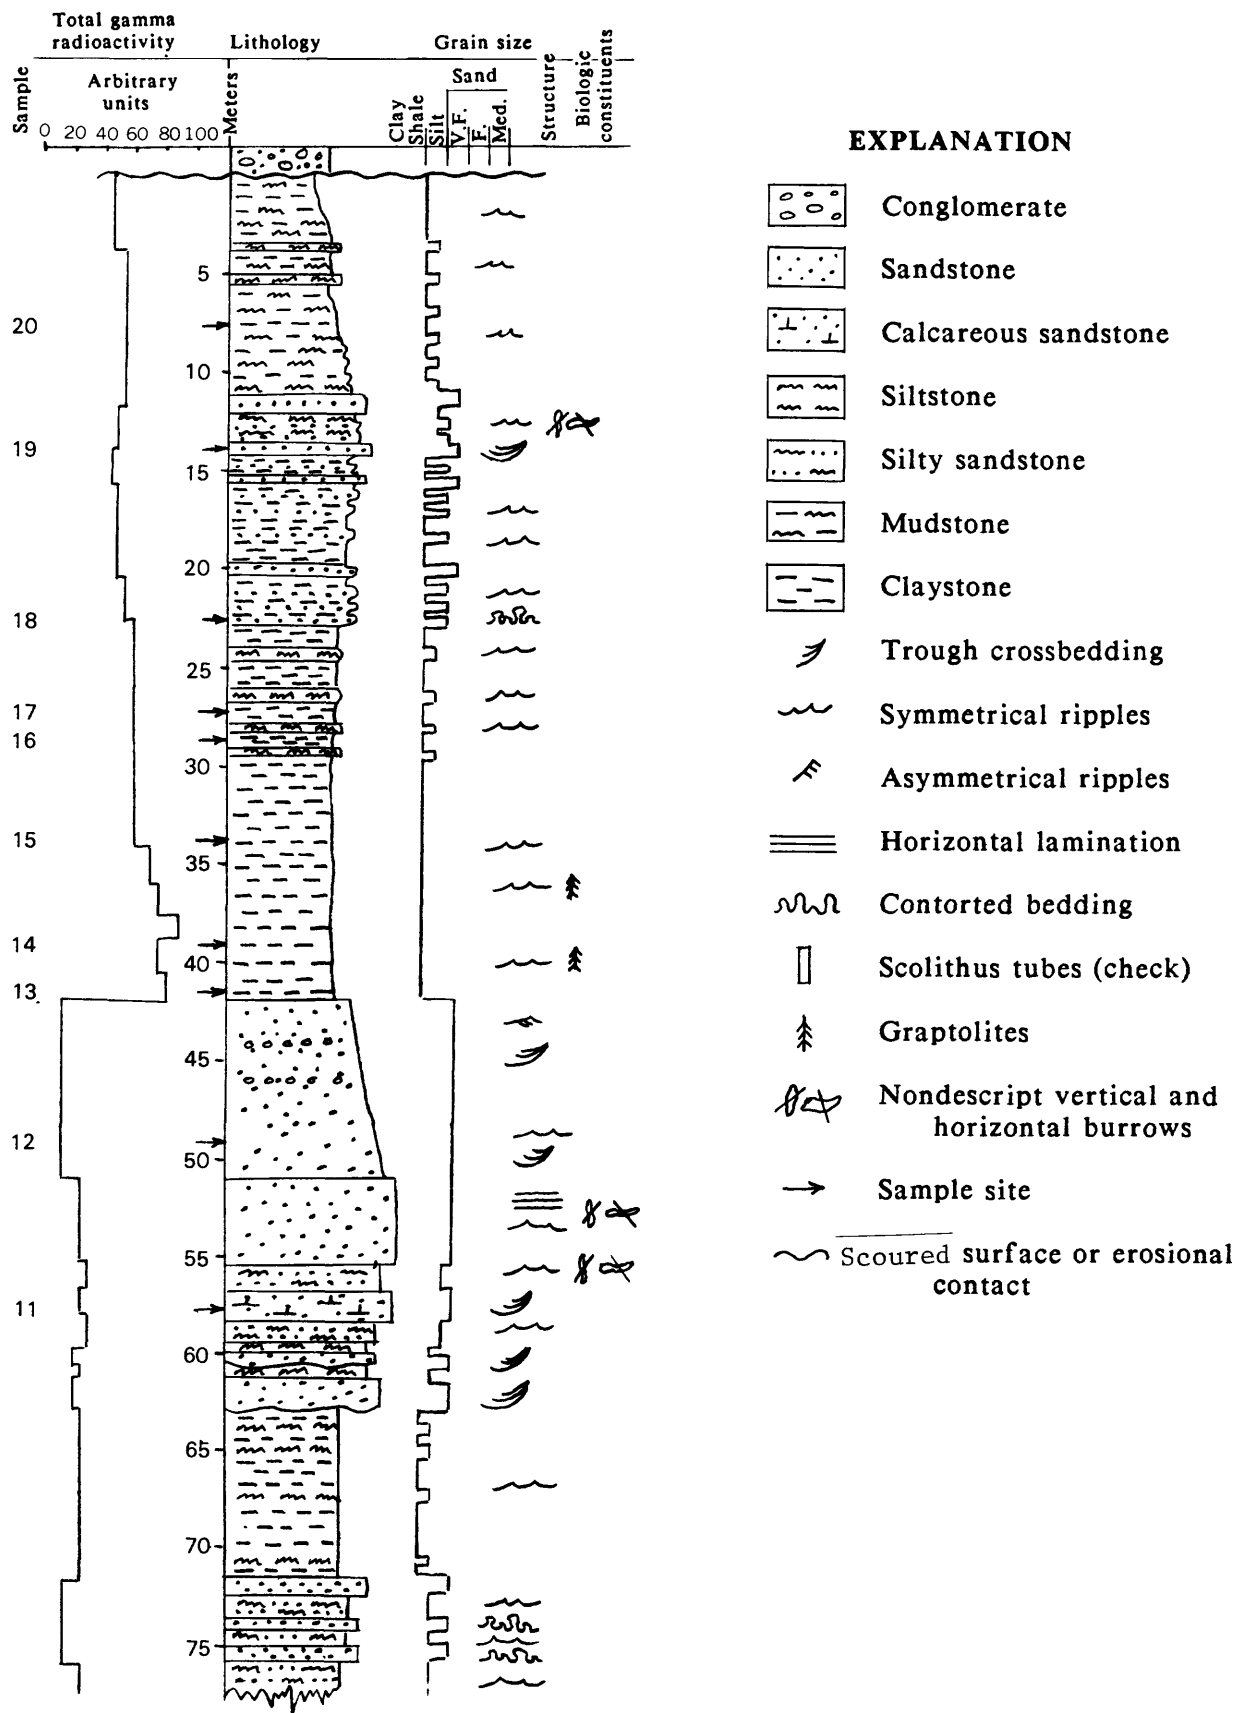 Total gamma
radioactivity
Lithology
Grain size
Sample
Arbitrary
units
0 20 40 60 80 100
Meters
Clay
Shale
Silt
Sand
V.F.
F.
Med.
Structure
Biologic
constituents
5
20
10
19
15
20
18
25
17
16
30
15
35
14
40
13
45
12
50
55
11
60
65
70
75
EXPLANATION
Conglomerate
Sandstone
Calcareous sandstone
Siltstone
Silty sandstone
Mudstone
Claystone
Trough crossbedding
Symmetrical ripples
Asymmetrical ripples
Horizontal lamination
Contorted bedding
Scolithus tubes (check)
Graptolites
Nondescript vertical and
horizontal burrows
Sample site
Scoured surface or erosional
contact